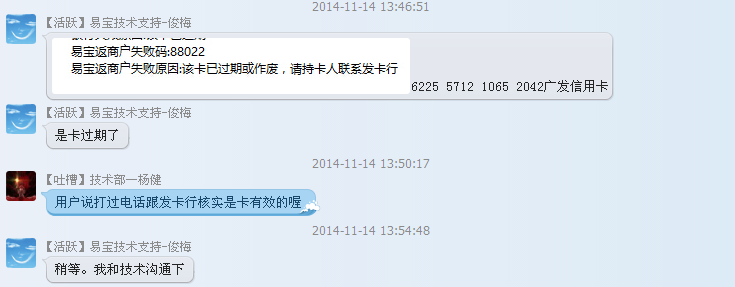 2014-11-14 13:46:51
【活跃】易宝技术支持-俊梅
易宝返商户失败码:88022
易宝返商户失败原因:该卡已过期或作废，请持卡人联系发卡行
6225 5712 1065 2042广发信用卡
【活跃】易宝技术支持-俊梅
是卡过期了
2014-11-14 13:50:17
【吐槽】技术部—杨健
用户说打过电话跟发卡行核实是卡有效的喔
2014-11-14 13:54:48
【活跃】易宝技术支持-俊梅
稍等。我和技术沟通下